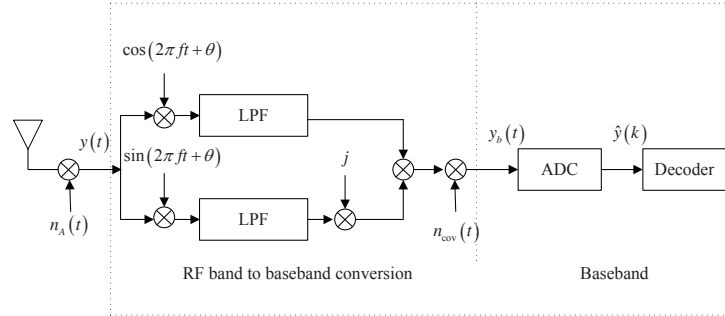 cos(2πft+θ)
LPF
y(t)
sin(2πft+θ)
j
y_b(t)
ŷ(k)
ADC
Decoder
LPF
n_A(t)
n_cov(t)
RF band to baseband conversion
Baseband